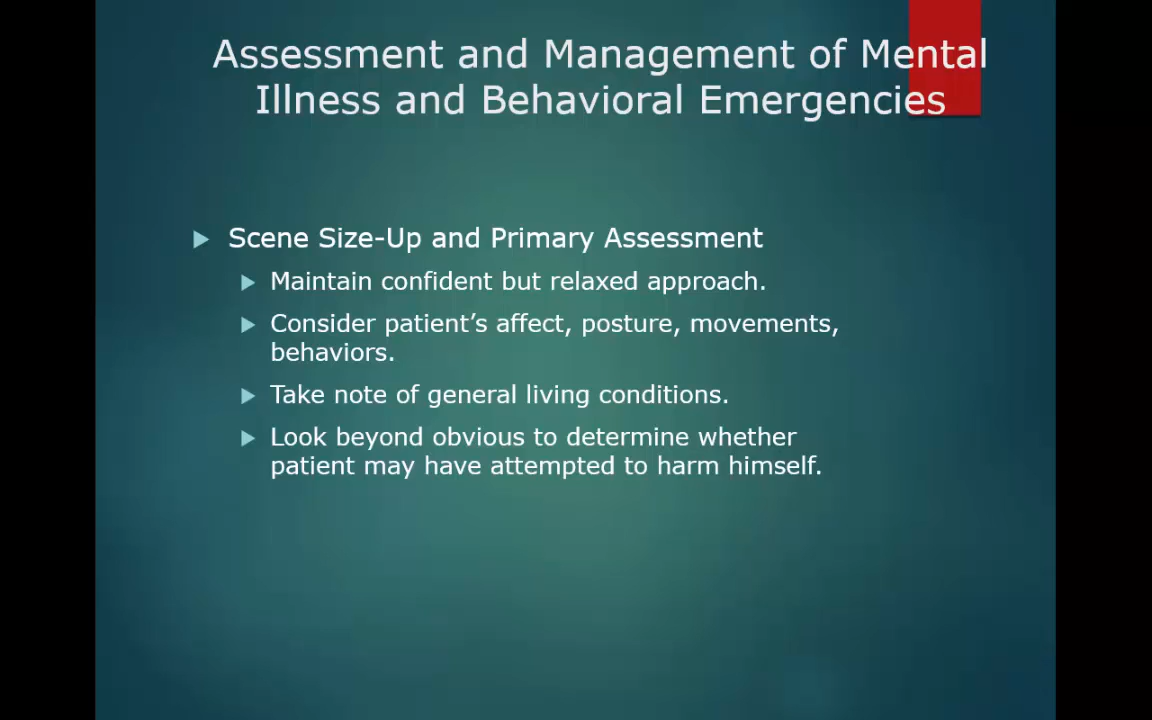 Assessment and Management of Mental
Illness and Behavioral Emergencies
Scene Size-Up and Primary Assessment
Maintain confident but relaxed approach.
Consider patient’s affect, posture, movements,
behaviors.
Take note of general living conditions.
Look beyond obvious to determine whether
patient may have attempted to harm himself.